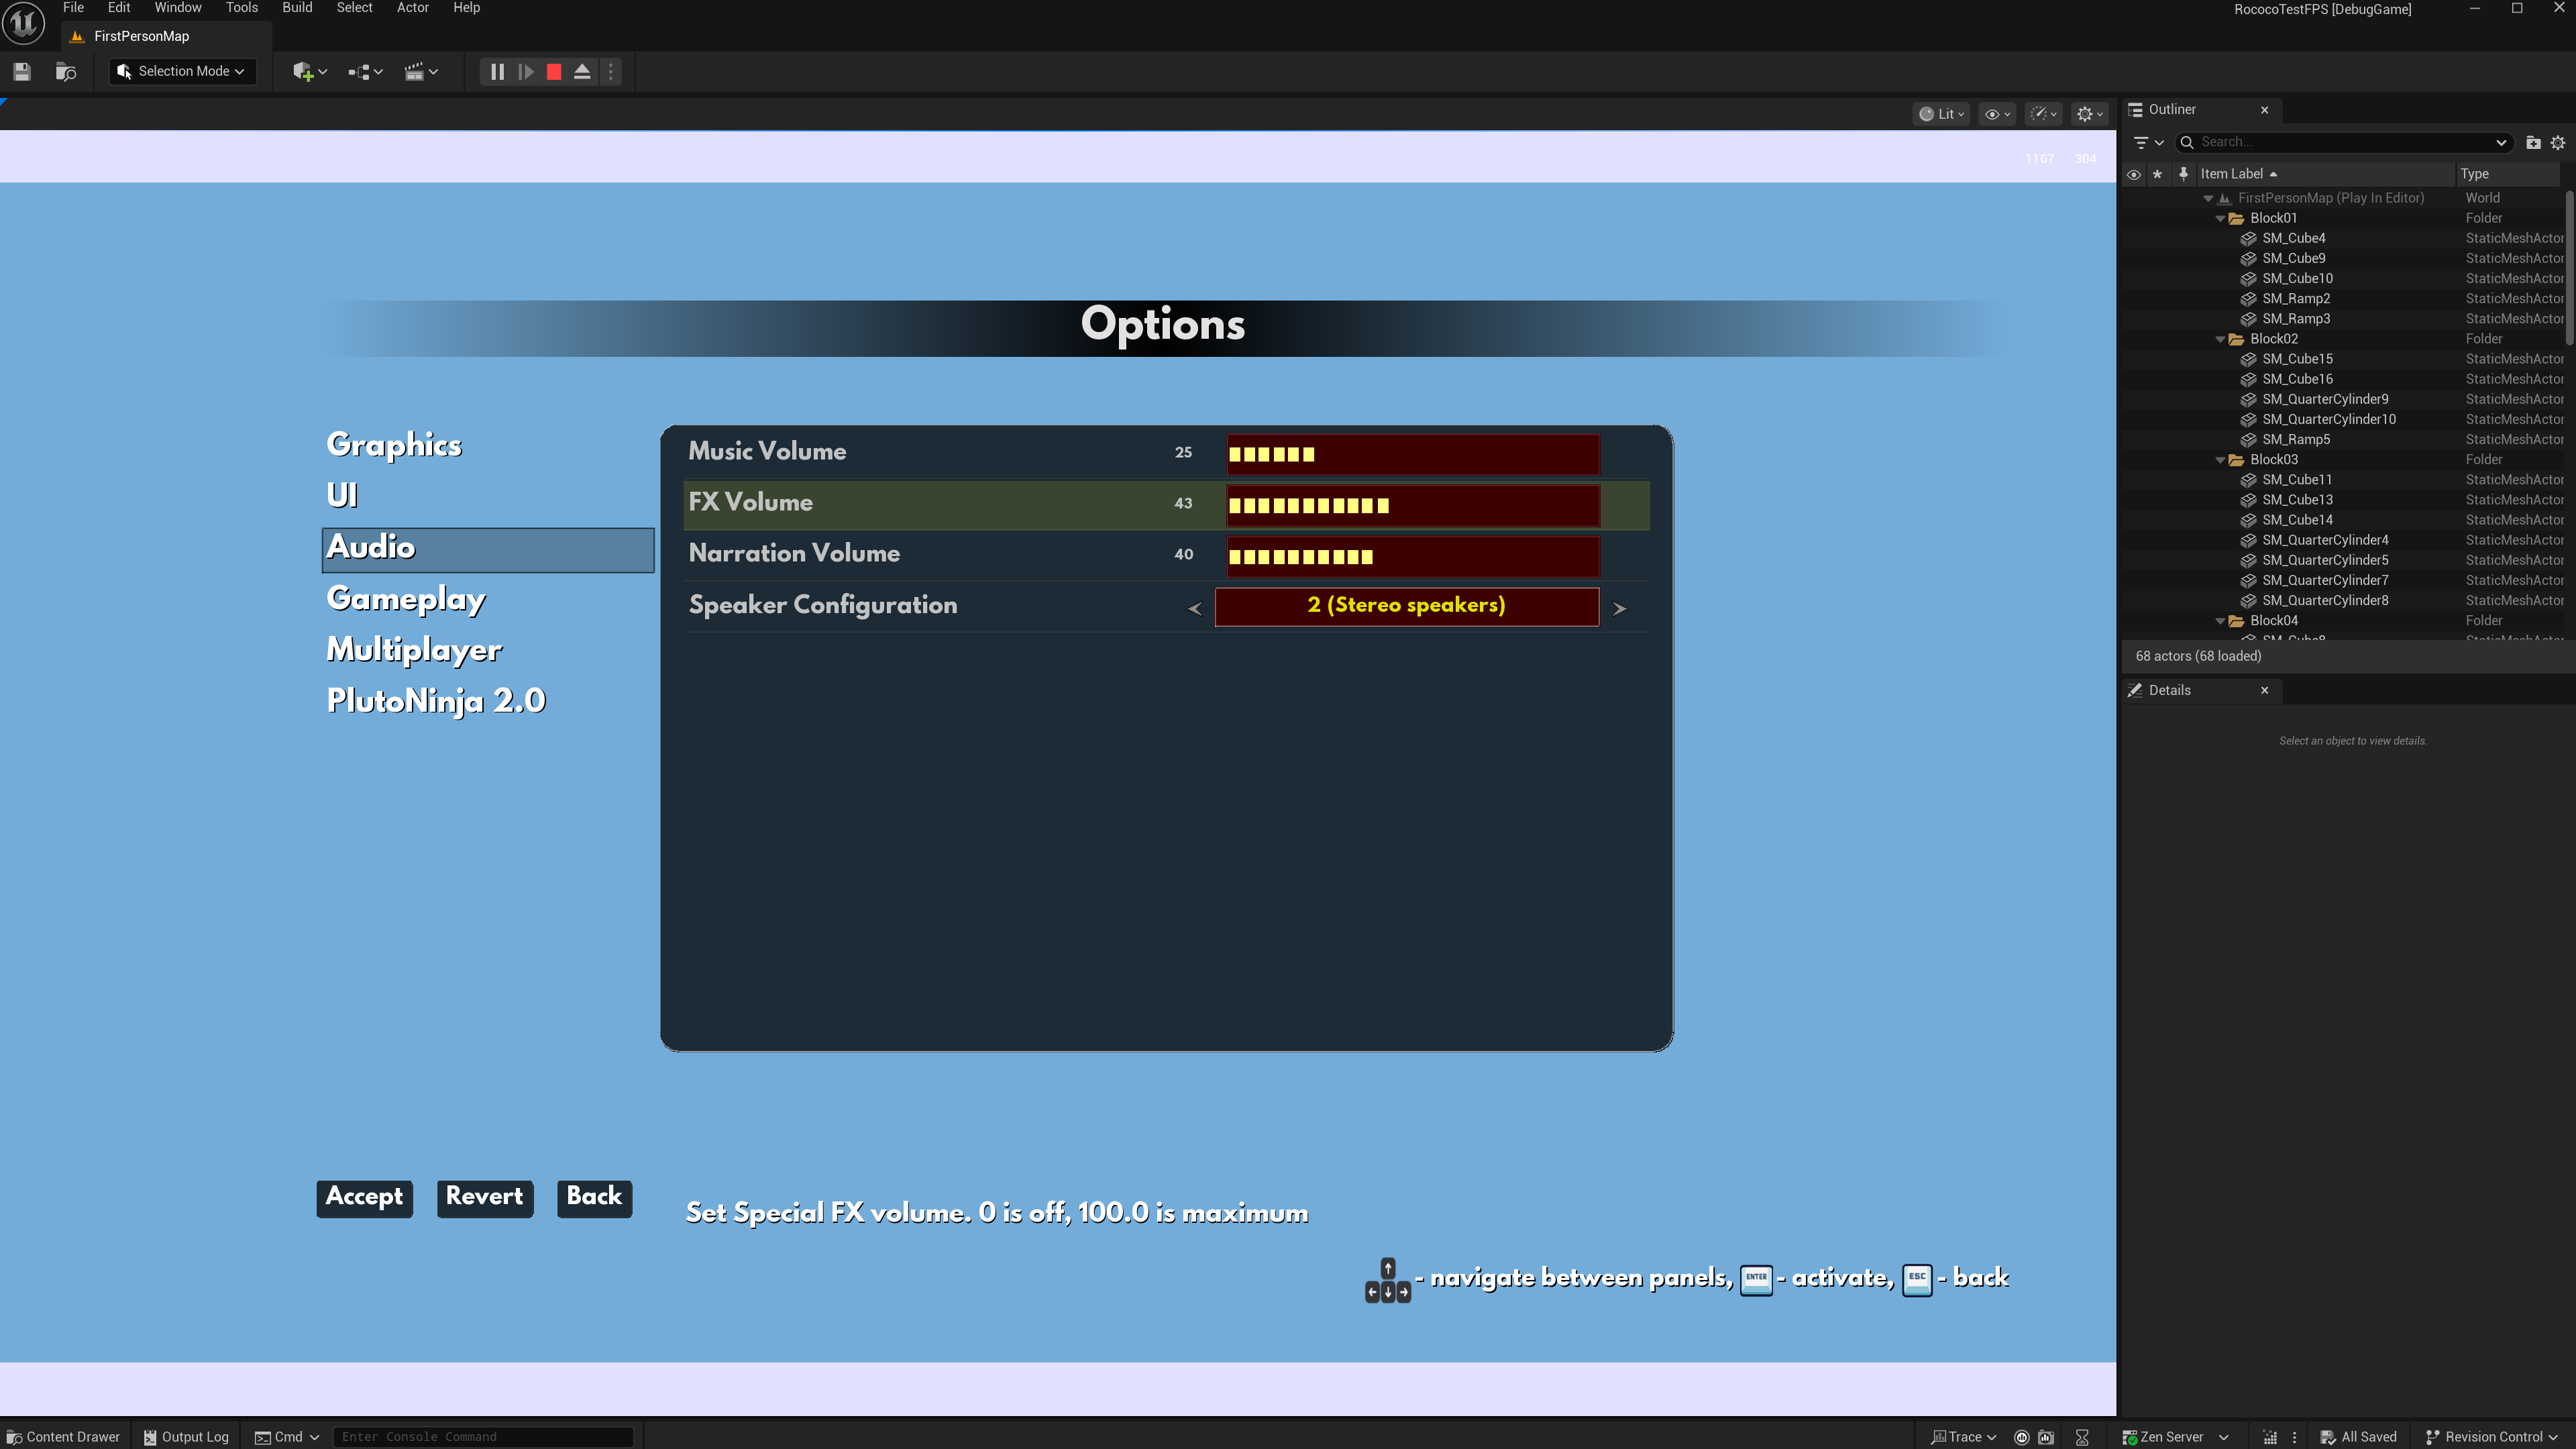 File Edit Window Tools Build Select Actor Help
RococoTestFPS [DebugGame]
FirstPersonMap
Selection Mode
Lit
1167 304
Options
Graphics
UI
Audio
Gameplay
Multiplayer
PlutoNinja 2.0
Music Volume 25
FX Volume 43
Narration Volume 40
Speaker Configuration 2 (Stereo speakers)
Accept Revert Back
Set Special FX volume. 0 is off, 100.0 is maximum
- navigate between panels, ENTER - activate, ESC - back
Outliner
Search...
Item Label Type
FirstPersonMap (Play In Editor) World
Block01 Folder
SM_Cube4 StaticMeshActor
SM_Cube9 StaticMeshActor
SM_Cube10 StaticMeshActor
SM_Ramp2 StaticMeshActor
SM_Ramp3 StaticMeshActor
Block02 Folder
SM_Cube15 StaticMeshActor
SM_Cube16 StaticMeshActor
SM_QuarterCylinder9 StaticMeshActor
SM_QuarterCylinder10 StaticMeshActor
SM_Ramp5 StaticMeshActor
Block03 Folder
SM_Cube11 StaticMeshActor
SM_Cube13 StaticMeshActor
SM_Cube14 StaticMeshActor
SM_QuarterCylinder4 StaticMeshActor
SM_QuarterCylinder5 StaticMeshActor
SM_QuarterCylinder7 StaticMeshActor
SM_QuarterCylinder8 StaticMeshActor
Block04 Folder
68 actors (68 loaded)
Details
Select an object to view details.
Content Drawer Output Log Cmd Enter Console Command
Trace Zen Server All Saved Revision Control